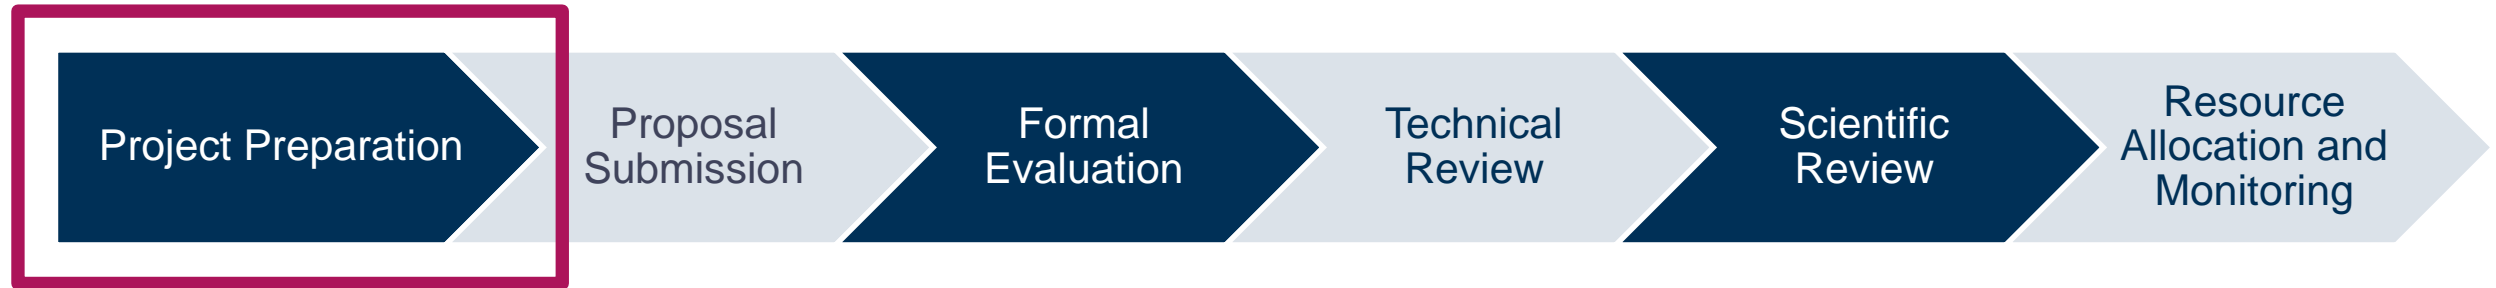 Project Preparation
Proposal
Submission
Formal
Evaluation
Technical
Review
Scientific
Review
Resource
Allocation and
Monitoring